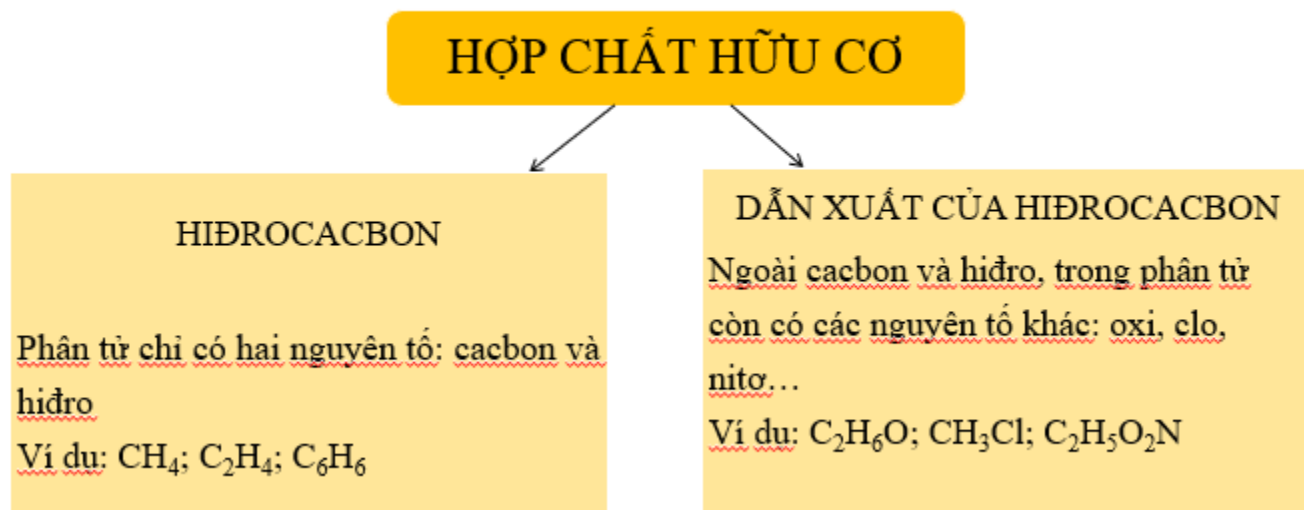 HỢP CHẤT HỮU CƠ
HIĐROCACBON
Phân tử chỉ có hai nguyên tố: cacbon và
hiđro
Ví dụ: CH₄; C₂H₄; C₆H₆
DẪN XUẤT CỦA HIĐROCACBON
Ngoài cacbon và hiđro, trong phân tử
còn có các nguyên tố khác: oxi, clo,
nitơ…
Ví dụ: C₂H₆O; CH₃Cl; C₂H₅O₂N